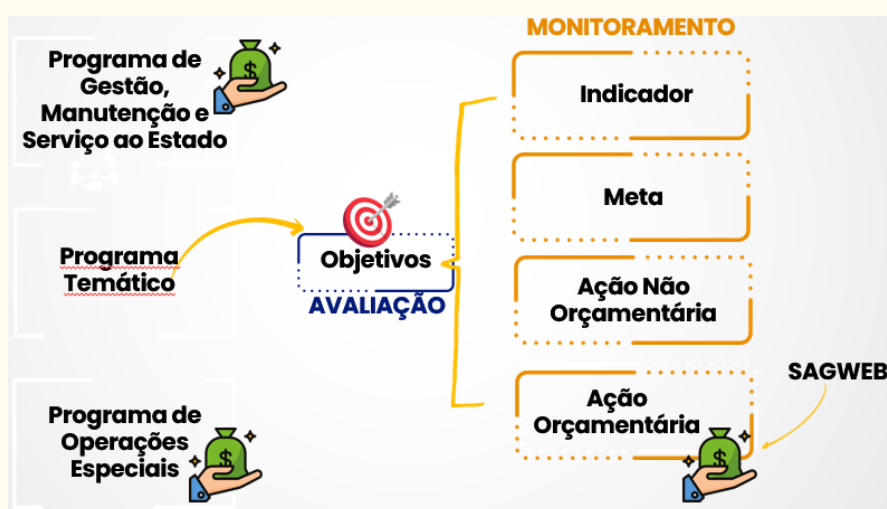 Programa de
Gestão,
Manutenção e
Serviço ao Estado
Programa
Temático
Programa de
Operações
Especiais
Objetivos
AVALIAÇÃO
MONITORAMENTO
Indicador
Meta
Ação Não
Orçamentária
Ação
Orçamentária
SAGWEB